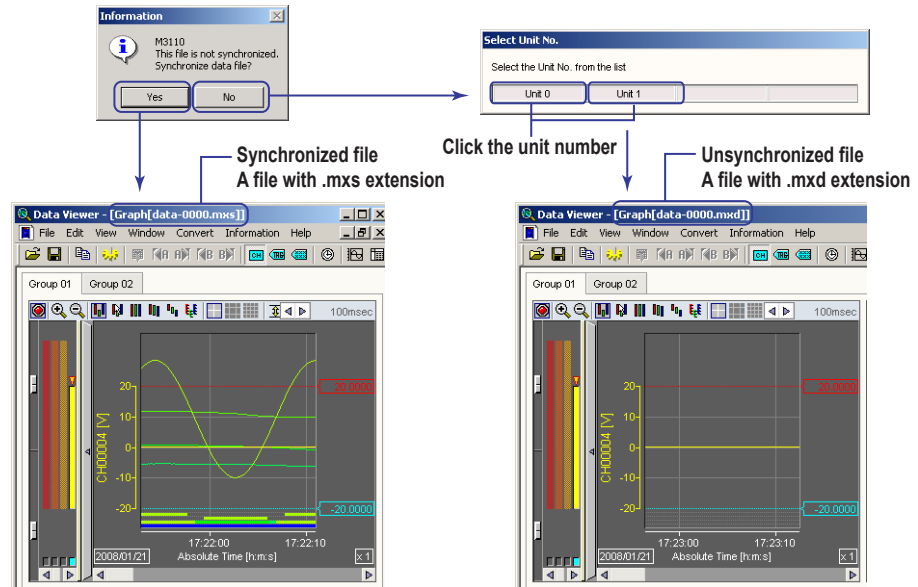 Information
M3110
This file is not synchronized.
Synchronize data file?
Yes
No
Select Unit No.
Select the Unit No. from the list
Unit 0
Unit 1
Click the unit number
Synchronized file
A file with .mxs extension
Unsynchronized file
A file with .mxd extension
Data Viewer - [Graph[data-0000.mxs]]
File Edit View Window Convert Information Help
CH TAG
Group 01 Group 02
100msec
20
10
0
-10
-20
CH00004 [V]
20.0000
-20.0000
17:22:00 17:22:10
2008/01/21 Absolute Time [h:m:s] x 1
Data Viewer - [Graph[data-0000.mxd]]
File Edit View Window Convert Information Help
CH TAG
Group 01 Group 02
100msec
20
10
0
-10
-20
CH00004 [V]
20.0000
-20.0000
17:23:00 17:23:10
2008/01/21 Absolute Time [h:m:s] x 1